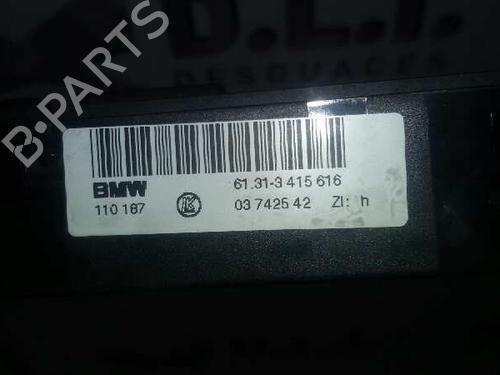 D.L.T.
DESGUACES
B-PARTS
BMW
61.31-3 415 616
110 187
K
03 7425 42
ZI: h